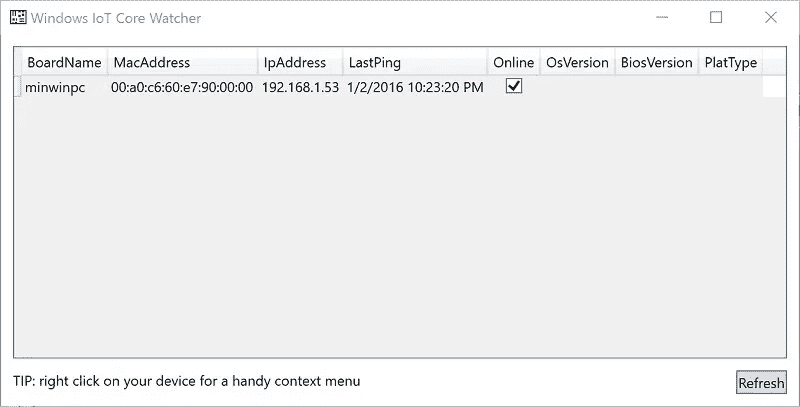 Windows IoT Core Watcher
BoardName MacAddress IpAddress LastPing Online OsVersion BiosVersion PlatType
minwinpc 00:a0:c6:60:e7:90:00:00 192.168.1.53 1/2/2016 10:23:20 PM
TIP: right click on your device for a handy context menu
Refresh